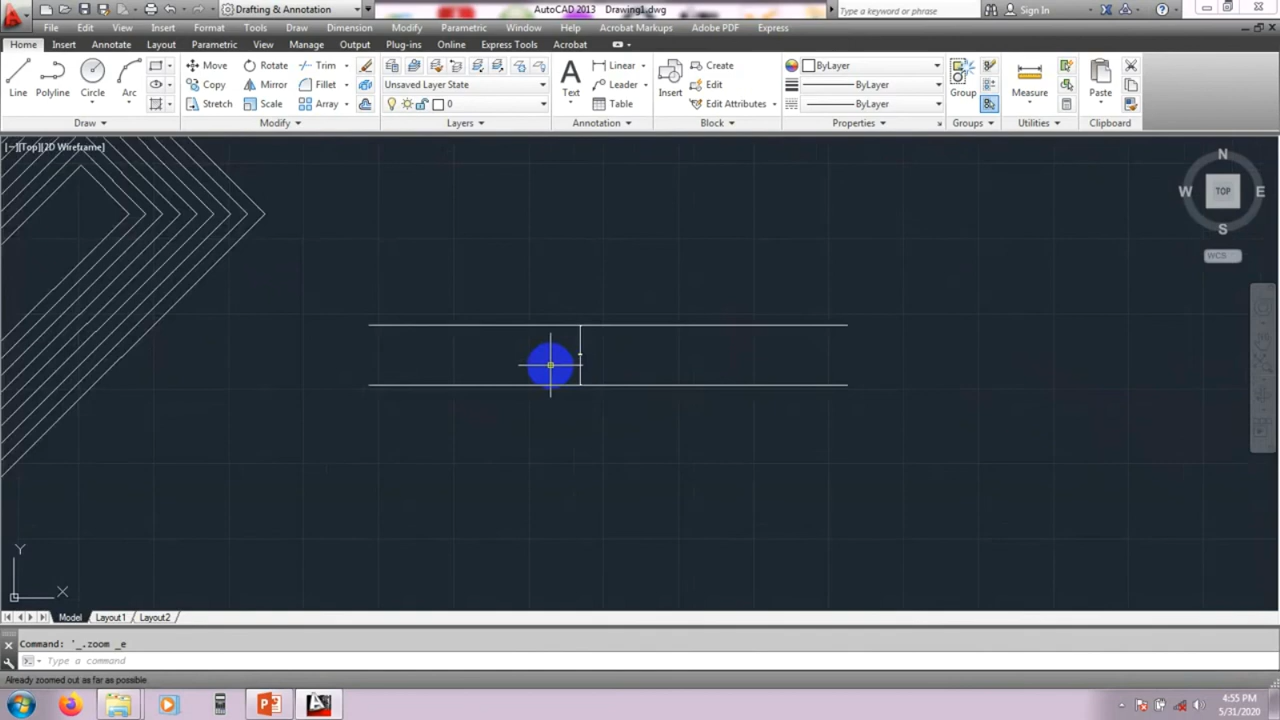 Drafting & Annotation
AutoCAD 2013 Drawing1.dwg
Type a keyword or phrase
Sign In
File Edit View Insert Format Tools Draw Dimension Modify Parametric Window Help Acrobat Markups Adobe PDF Express
Home Insert Annotate Layout Parametric View Manage Output Plug-ins Online Express Tools Acrobat
Move Rotate Trim Linear Create ByLayer
Line Polyline Circle Arc Copy Mirror Fillet Unsaved Layer State Text Leader Insert Edit ByLayer Group Measure Paste
Stretch Scale Array 0 Table Edit Attributes ByLayer
Draw Modify Layers Annotation Block Properties Groups Utilities Clipboard
[−][Top][2D Wireframe]
N
W TOP E
S
WCS
Y
X
Model Layout1 Layout2
Command: '_.zoom _e
Type a command
Already zoomed out as far as possible.
4:55 PM
5/31/2020